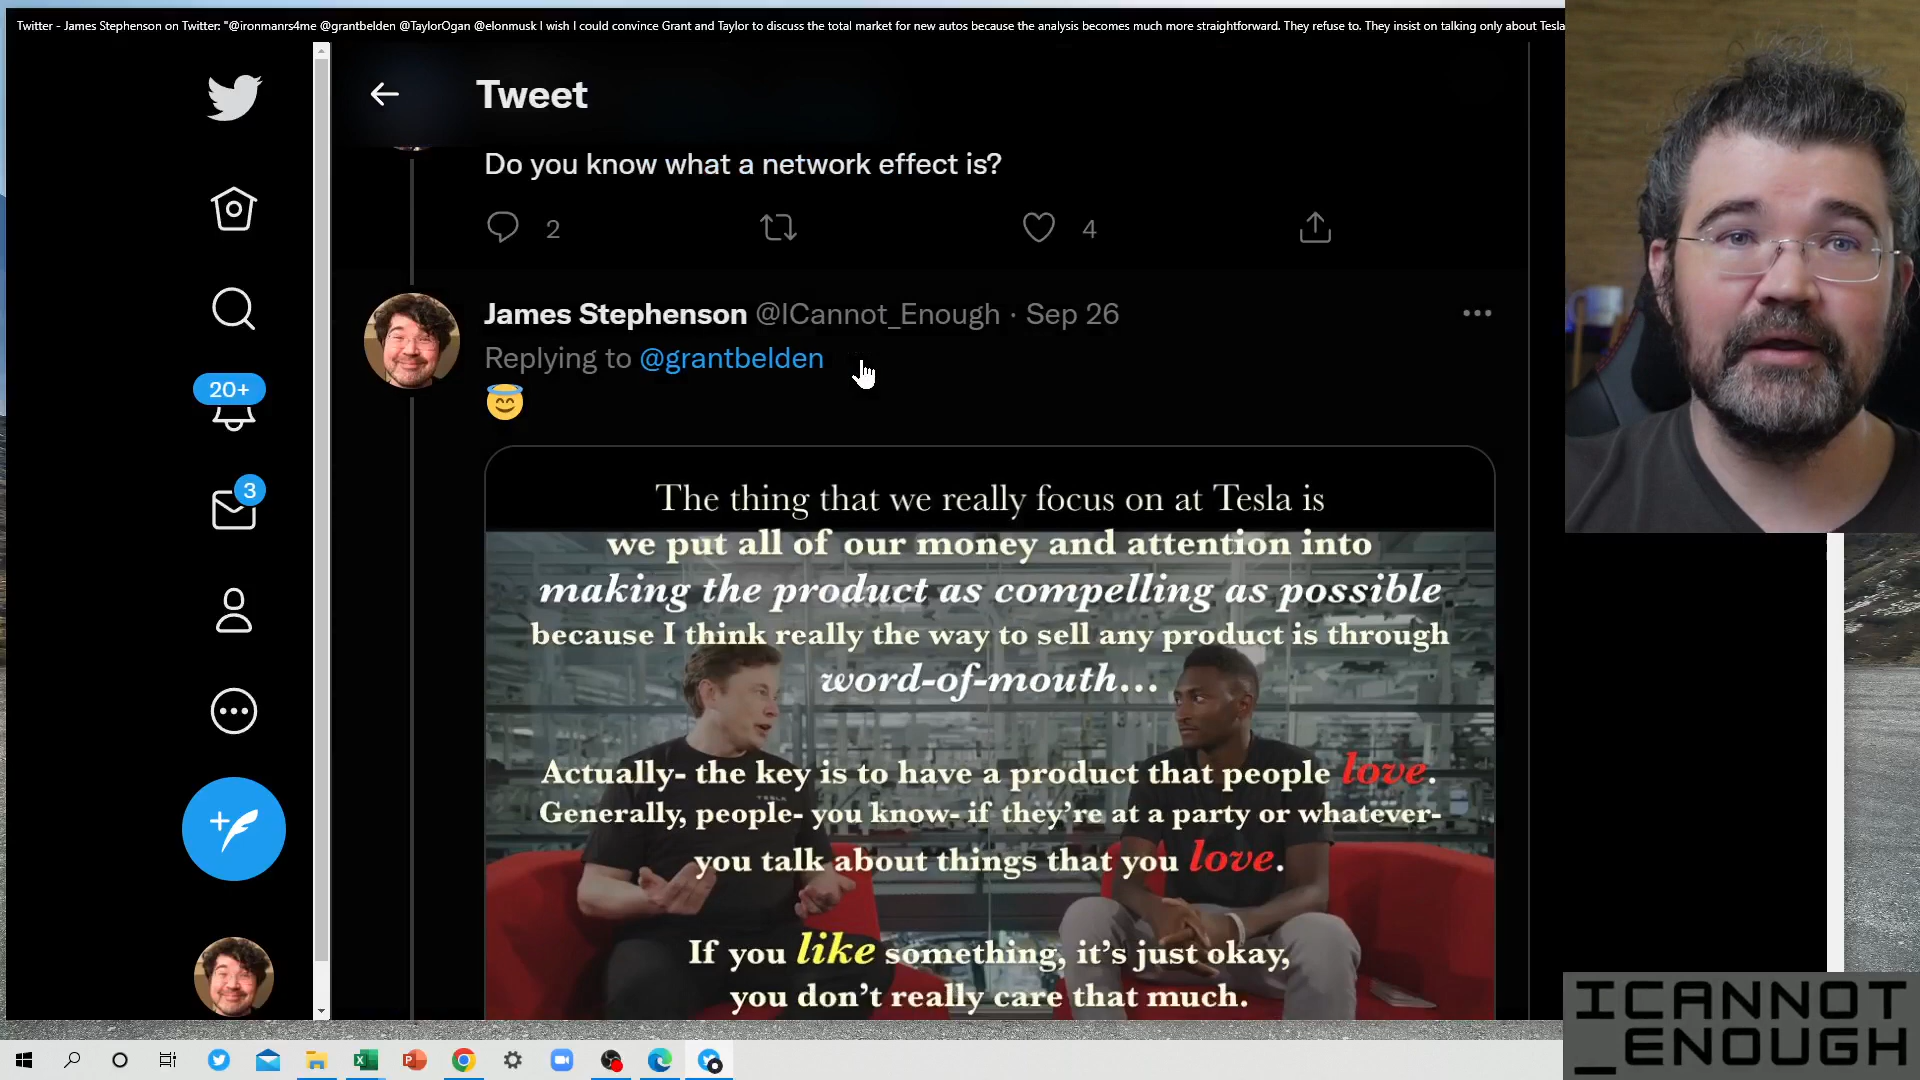 Twitter - James Stephenson on Twitter: "@ironmanrs4me @grantbelden @TaylorOgan @elonmusk I wish I could convince Grant and Taylor to discuss the total market for new autos because the analysis becomes much more straightforward. They refuse to. They insist on talking only about Tesla
Tweet
Do you know what a network effect is?
2
4
James Stephenson @ICannot_Enough · Sep 26
Replying to @grantbelden
20+
3
The thing that we really focus on at Tesla is
we put all of our money and attention into
making the product as compelling as possible
because I think really the way to sell any product is through
word-of-mouth...
Actually- the key is to have a product that people love.
Generally, people- you know- if they're at a party or whatever-
you talk about things that you love.
If you like something, it's just okay,
you don't really care that much.
ICANNOT
_ENOUGH